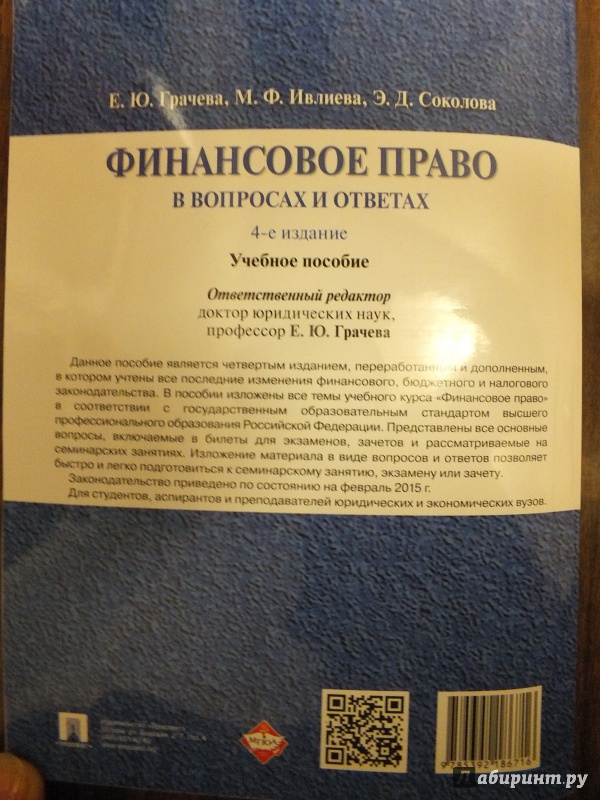 Е. Ю. Грачева, М. Ф. Ивлиева, Э. Д. Соколова
ФИНАНСОВОЕ ПРАВО
В ВОПРОСАХ И ОТВЕТАХ
4-е издание
Учебное пособие
Ответственный редактор
доктор юридических наук,
профессор Е. Ю. Грачева
Данное пособие является четвертым изданием, переработанным и дополненным,
в котором учтены все последние изменения финансового, бюджетного и налогового
законодательства. В пособии изложены все темы учебного курса «Финансовое право»
в соответствии с государственным образовательным стандартом высшего
профессионального образования Российской Федерации. Представлены все основные
вопросы, включаемые в билеты для экзаменов, зачетов и рассматриваемые на
семинарских занятиях. Изложение материала в виде вопросов и ответов позволяет
быстро и легко подготовиться к семинарскому занятию, экзамену или зачету.
Законодательство приведено по состоянию на февраль 2015 г.
Для студентов, аспирантов и преподавателей юридических и экономических вузов.
9 785392 186716
Лабиринт.ру